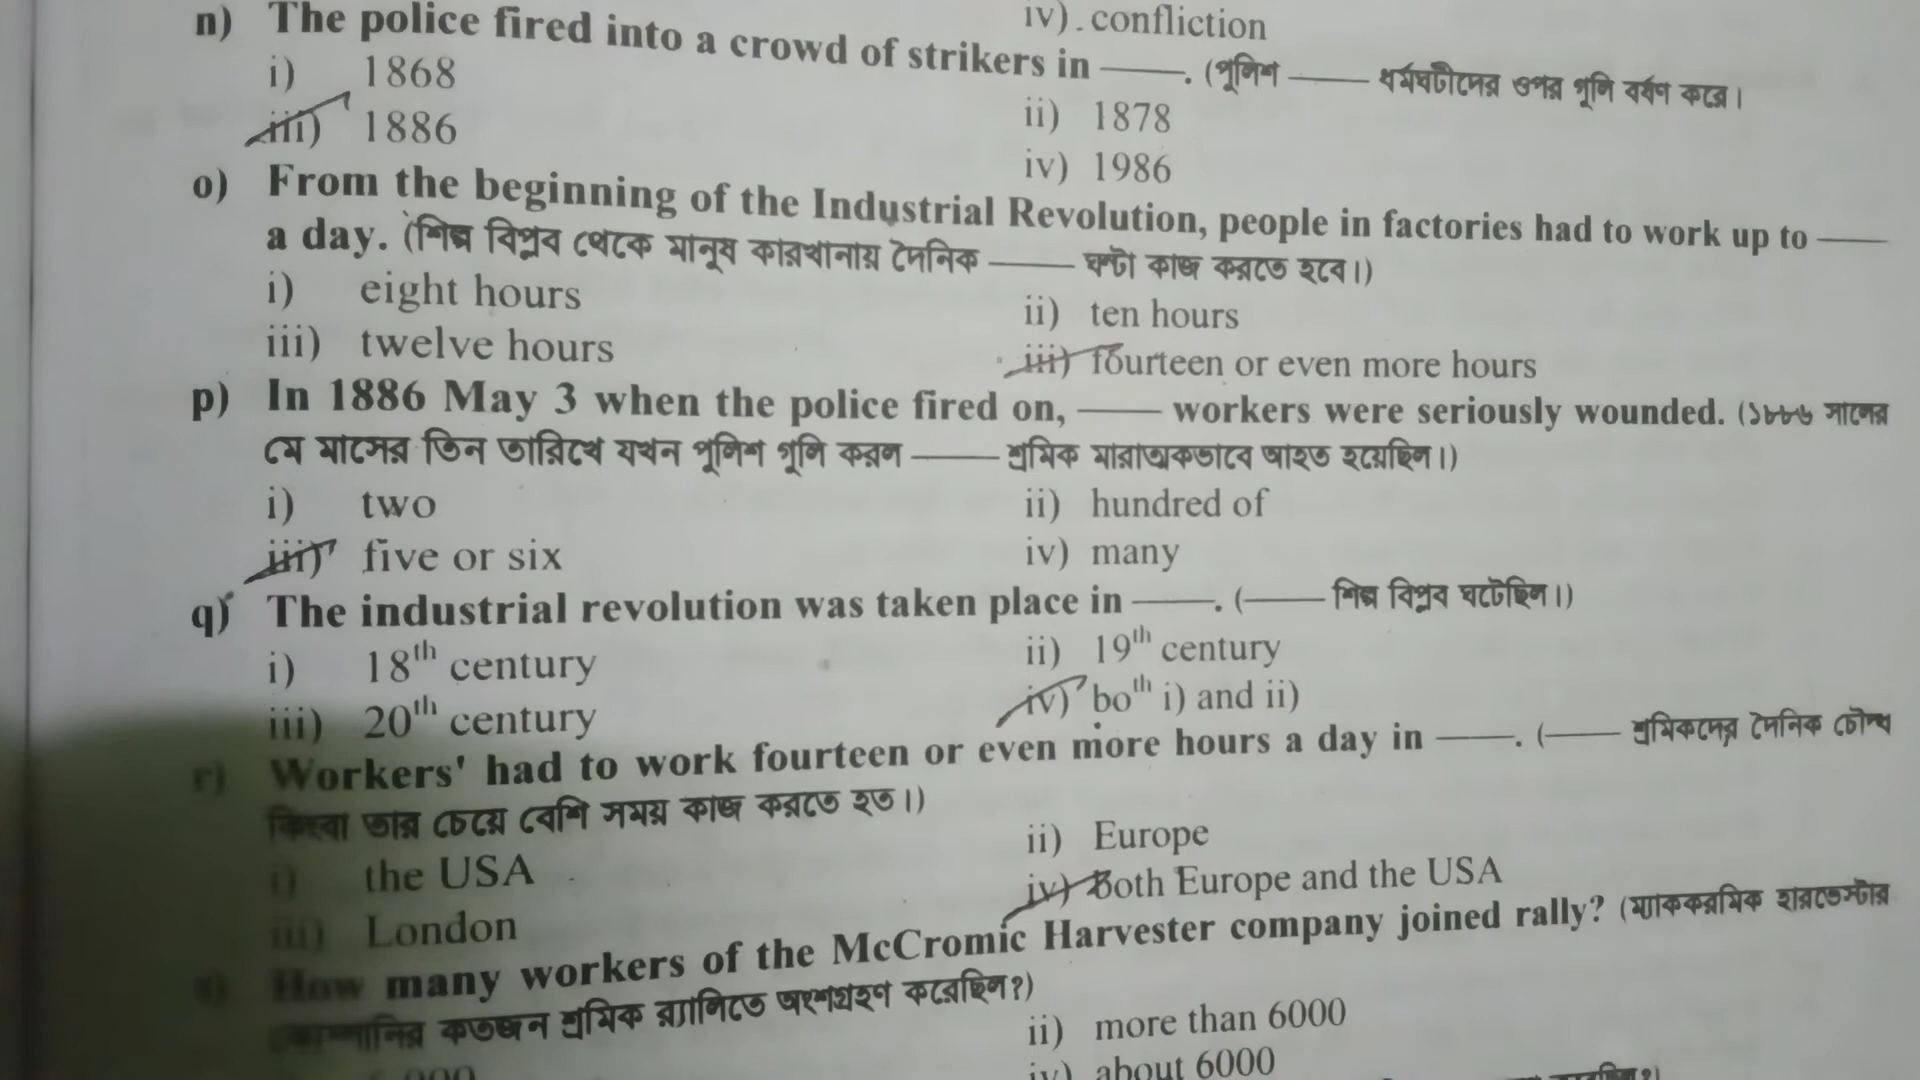 iv). confliction
n) The police fired into a crowd of strikers in ——. (পুলিশ —— ধর্মঘটীদের ওপর গুলি বর্ষণ করে।
i) 1868
ii) 1878
iii) 1886
iv) 1986
o) From the beginning of the Industrial Revolution, people in factories had to work up to ——
a day. (শিল্প বিপ্লব থেকে মানুষ কারখানায় দৈনিক —— ঘণ্টা কাজ করতে হবে।)
i) eight hours
ii) ten hours
iii) twelve hours
iii) fourteen or even more hours
p) In 1886 May 3 when the police fired on, —— workers were seriously wounded. (১৮৮৬ সালের
মে মাসের তিন তারিখে যখন পুলিশ গুলি করল —— শ্রমিক মারাত্মকভাবে আহত হয়েছিল।)
i) two
ii) hundred of
iii) five or six
iv) many
q) The industrial revolution was taken place in ——. (—— শিল্প বিপ্লব ঘটেছিল।)
i) 18th century
ii) 19th century
iii) 20th century
iv) both i) and ii)
r) Workers' had to work fourteen or even more hours a day in ——. (—— শ্রমিকদের দৈনিক চৌদ্দ
কিংবা তার চেয়ে বেশি সময় কাজ করতে হত।)
i) the USA
ii) Europe
iii) London
iv) Both Europe and the USA
s) How many workers of the McCromic Harvester company joined rally? (ম্যাককরমিক হারভেস্টার
কোম্পানির কতজন শ্রমিক র‍্যালিতে অংশগ্রহণ করেছিল?)
ii) more than 6000
iv) about 6000